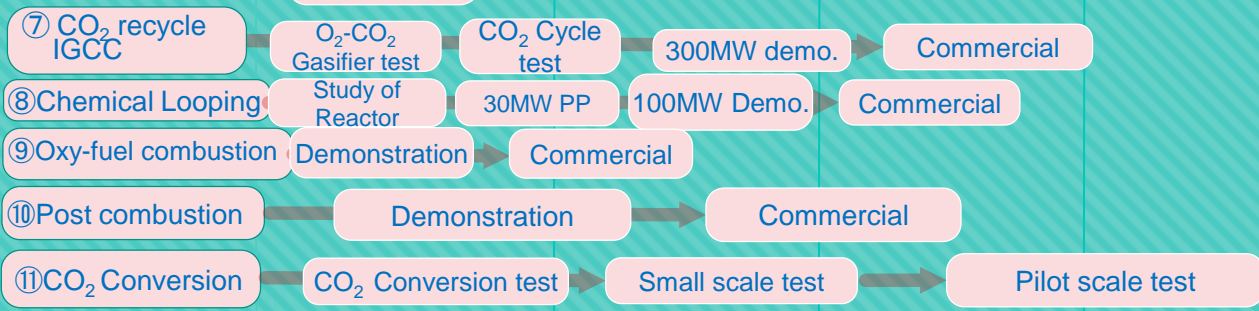 ⑦ CO₂ recycle
IGCC
O₂-CO₂
Gasifier test
CO₂ Cycle
test
300MW demo.
Commercial
⑧Chemical Looping
Study of
Reactor
30MW PP
100MW Demo.
Commercial
⑨Oxy-fuel combustion
Demonstration
Commercial
⑩Post combustion
Demonstration
Commercial
⑪CO₂ Conversion
CO₂ Conversion test
Small scale test
Pilot scale test